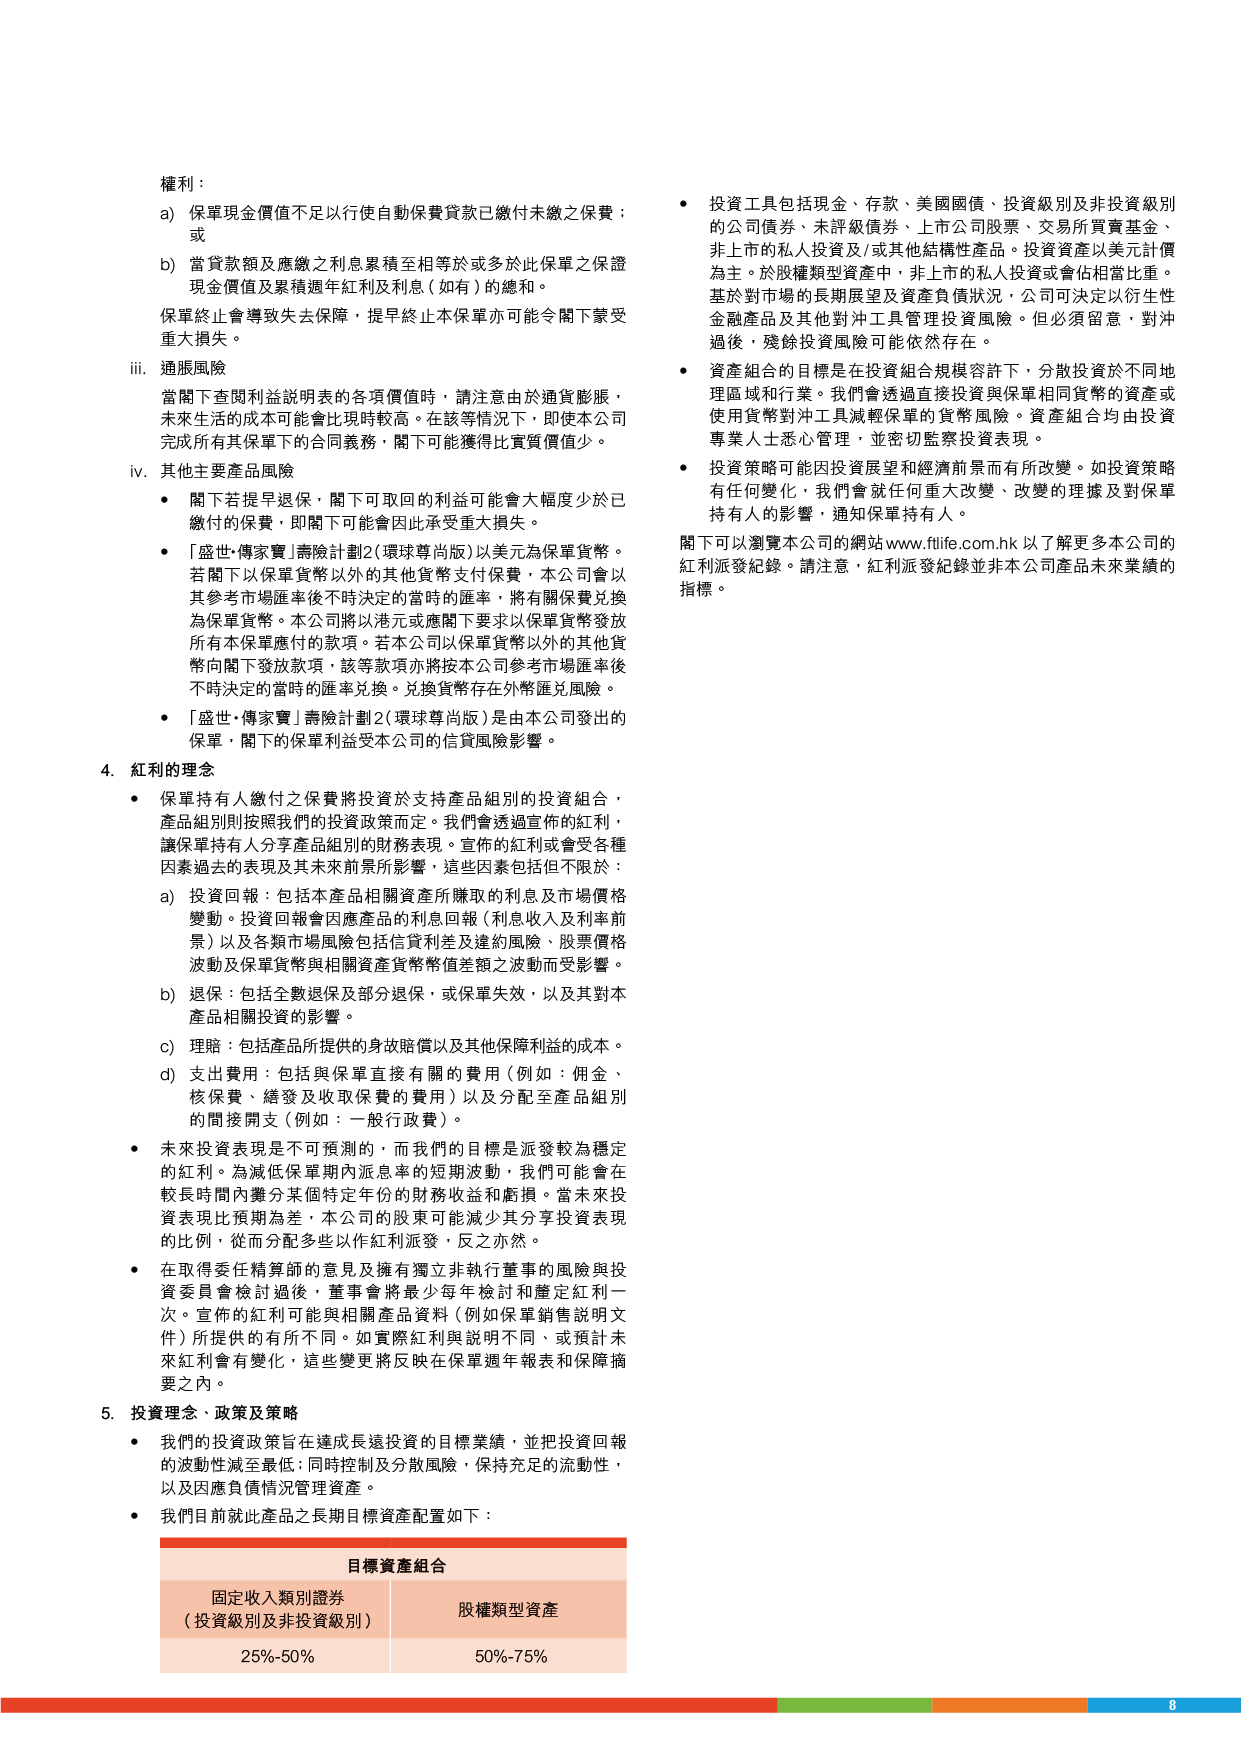 權利：
a) 保單現金價值不足以行使自動保費貸款已繳付未繳之保費；
或
b) 當貸款額及應繳之利息累積至相等於或多於此保單之保證
現金價值及累積週年紅利及利息（如有）的總和。
保單終止會導致失去保障，提早終止本保單亦可能令閣下蒙受
重大損失。
iii. 通脹風險
當閣下查閱利益説明表的各項價值時，請注意由於通貨膨脹，
未來生活的成本可能會比現時較高。在該等情況下，即使本公司
完成所有其保單下的合同義務，閣下可能獲得比實質價值少。
iv. 其他主要產品風險
• 閣下若提早退保，閣下可取回的利益可能會大幅度少於已
繳付的保費，即閣下可能會因此承受重大損失。
• 「盛世•傳家寶」壽險計劃2（環球尊尚版）以美元為保單貨幣。
若閣下以保單貨幣以外的其他貨幣支付保費，本公司會以
其參考市場匯率後不時決定的當時的匯率，將有關保費兌換
為保單貨幣。本公司將以港元或應閣下要求以保單貨幣發放
所有本保單應付的款項。若本公司以保單貨幣以外的其他貨
幣向閣下發放款項，該等款項亦將按本公司參考市場匯率後
不時決定的當時的匯率兌換。兌換貨幣存在外幣匯兌風險。
• 「盛世•傳家寶」壽險計劃2（環球尊尚版）是由本公司發出的
保單，閣下的保單利益受本公司的信貸風險影響。
4. 紅利的理念
• 保單持有人繳付之保費將投資於支持產品組別的投資組合，
產品組別則按照我們的投資政策而定。我們會透過宣佈的紅利，
讓保單持有人分享產品組別的財務表現。宣佈的紅利或會受各種
因素過去的表現及其未來前景所影響，這些因素包括但不限於：
a) 投資回報：包括本產品相關資產所賺取的利息及市場價格
變動。投資回報會因應產品的利息回報（利息收入及利率前
景）以及各類市場風險包括信貸利差及違約風險、股票價格
波動及保單貨幣與相關資產貨幣幣值差額之波動而受影響。
b) 退保：包括全數退保及部分退保，或保單失效，以及其對本
產品相關投資的影響。
c) 理賠：包括產品所提供的身故賠償以及其他保障利益的成本。
d) 支出費用：包括與保單直接有關的費用（例如：佣金、
核保費、繕發及收取保費的費用）以及分配至產品組別
的間接開支（例如：一般行政費）。
• 未來投資表現是不可預測的，而我們的目標是派發較為穩定
的紅利。為減低保單期內派息率的短期波動，我們可能會在
較長時間內攤分某個特定年份的財務收益和虧損。當未來投
資表現比預期為差，本公司的股東可能減少其分享投資表現
的比例，從而分配多些以作紅利派發，反之亦然。
• 在取得委任精算師的意見及擁有獨立非執行董事的風險與投
資委員會檢討過後，董事會將最少每年檢討和釐定紅利一
次。宣佈的紅利可能與相關產品資料（例如保單銷售説明文
件）所提供的有所不同。如實際紅利與説明不同、或預計未
來紅利會有變化，這些變更將反映在保單週年報表和保障摘
要之內。
5. 投資理念、政策及策略
• 我們的投資政策旨在達成長遠投資的目標業績，並把投資回報
的波動性減至最低；同時控制及分散風險，保持充足的流動性，
以及因應負債情況管理資產。
• 我們目前就此產品之長期目標資產配置如下：
目標資產組合
固定收入類別證券
（投資級別及非投資級別）
股權類型資產
25%-50%
50%-75%
• 投資工具包括現金、存款、美國國債、投資級別及非投資級別
的公司債券、未評級債券、上市公司股票、交易所買賣基金、
非上市的私人投資及/或其他結構性產品。投資資產以美元計價
為主。於股權類型資產中，非上市的私人投資或會佔相當比重。
基於對市場的長期展望及資產負債狀況，公司可決定以衍生性
金融產品及其他對沖工具管理投資風險。但必須留意，對沖
過後，殘餘投資風險可能依然存在。
• 資產組合的目標是在投資組合規模容許下，分散投資於不同地
理區域和行業。我們會透過直接投資與保單相同貨幣的資產或
使用貨幣對沖工具減輕保單的貨幣風險。資產組合均由投資
專業人士悉心管理，並密切監察投資表現。
• 投資策略可能因投資展望和經濟前景而有所改變。如投資策略
有任何變化，我們會就任何重大改變、改變的理據及對保單
持有人的影響，通知保單持有人。
閣下可以瀏覽本公司的網站www.ftlife.com.hk 以了解更多本公司的
紅利派發紀錄。請注意，紅利派發紀錄並非本公司產品未來業績的
指標。
8